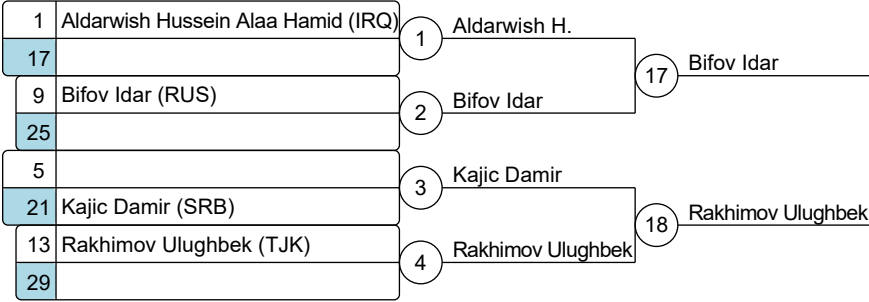 1 Aldarwish Hussein Alaa Hamid (IRQ)
17
1 Aldarwish H.
17 Bifov Idar
9 Bifov Idar (RUS)
25
2 Bifov Idar
5
21 Kajic Damir (SRB)
3 Kajic Damir
18 Rakhimov Ulughbek
13 Rakhimov Ulughbek (TJK)
29
4 Rakhimov Ulughbek